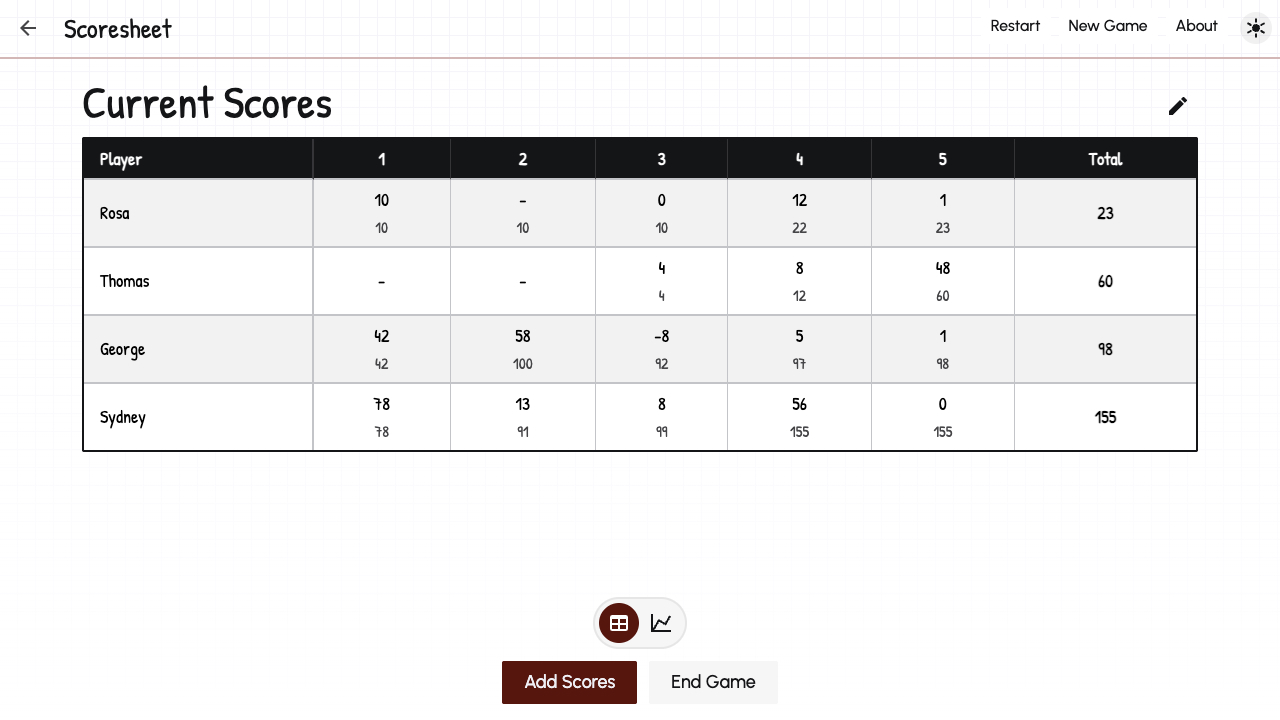 Scoresheet Restart New Game About
Current Scores
Player 1 2 3 4 5 Total
Rosa 10 - 0 12 1 23
10 10 10 22 23
Thomas - - 4 8 48 60
4 12 60
George 42 58 -8 5 1 98
42 100 92 97 98
Sydney 78 13 8 56 0 155
78 91 99 155 155
Add Scores End Game